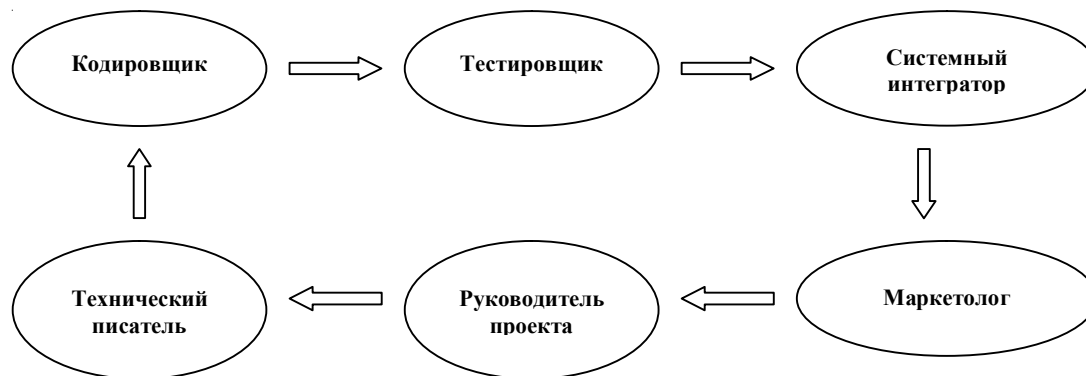 Кодировщик
Тестировщик
Системный
интегратор
Технический
писатель
Руководитель
проекта
Маркетолог